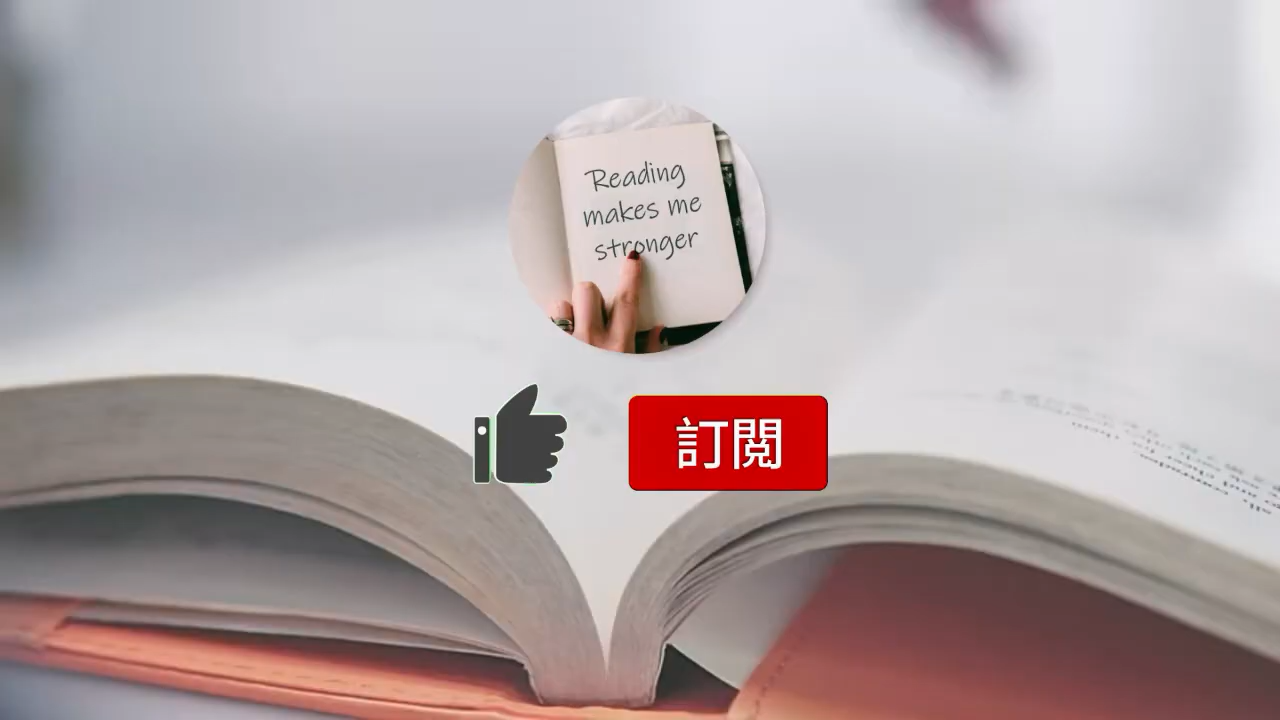 Reading
makes me
stronger
訂閱